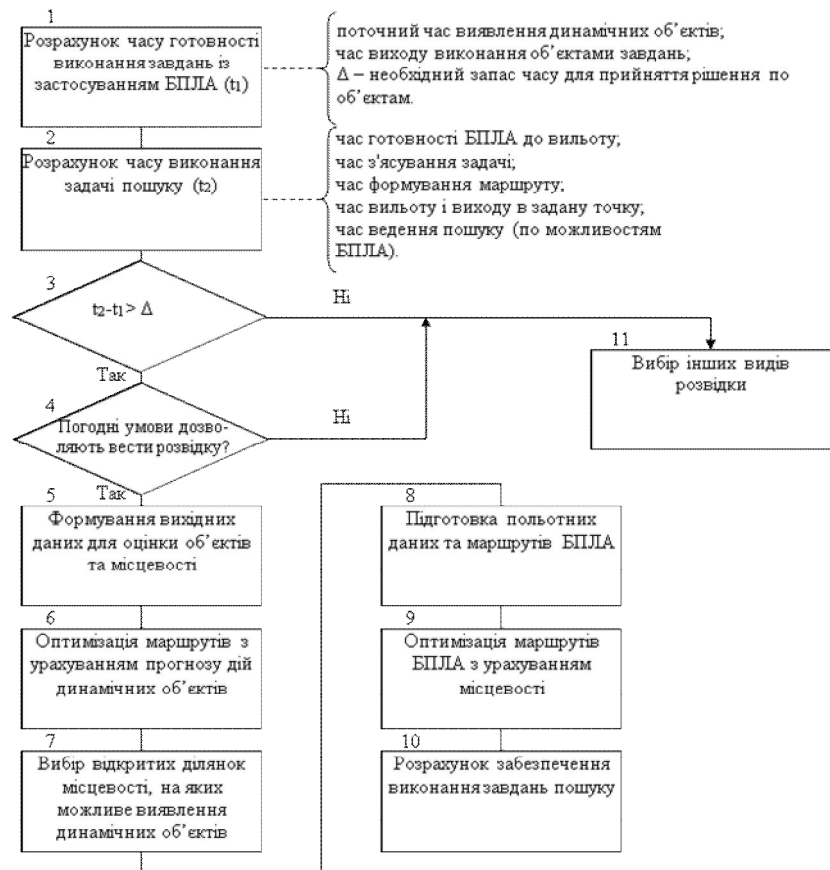 1
Розрахунок часу готовності
виконання завдань із
застосуванням БПЛА (t₁)
поточний час виявлення динамічних об’єктів;
час виходу виконання об’єктами завдань;
Δ – необхідний запас часу для прийняття рішення по
об’єктам.
2
Розрахунок часу виконання
задачі пошуку (t₂)
час готовності БПЛА до вильоту;
час з'ясування задачі;
час формування маршруту;
час вильоту і виходу в задану точку;
час ведення пошуку (по можливостям
БПЛА).
3
t₂-t₁> Δ
Ні
Так
4
Погодні умови дозво-
ляють вести розвідку?
Ні
Так
11
Вибір інших видів
розвідки
5
Формування вихідних
даних для оцінки об’єктів
та місцевості
6
Оптимізація маршрутів з
урахуванням прогнозу дій
динамічних об’єктів
7
Вибір відкритих ділянок
місцевості, на яких
можливе виявлення
динамічних об’єктів
8
Підготовка польотних
даних та маршрутів БПЛА
9
Оптимізація маршрутів
БПЛА з урахуванням
місцевості
10
Розрахунок забезпечення
виконання завдань пошуку